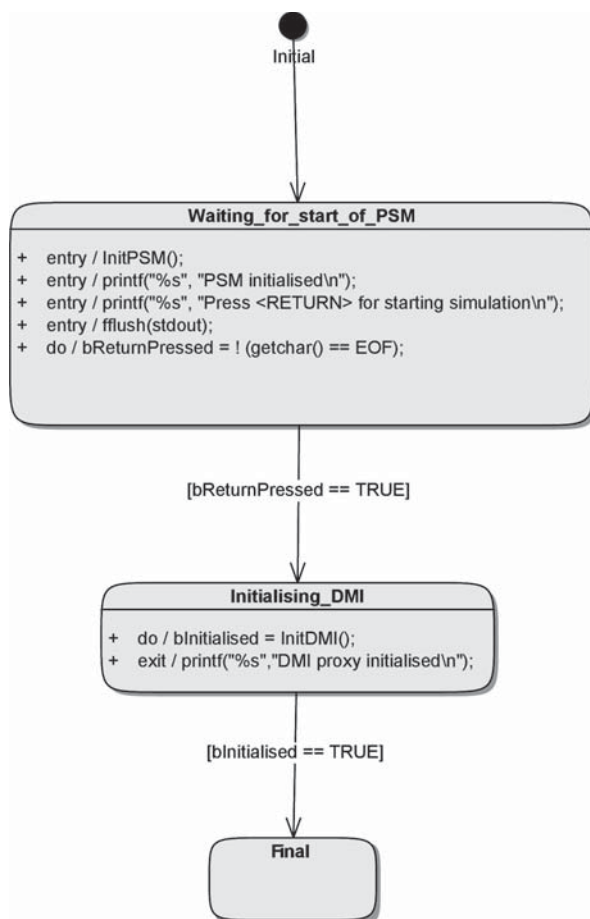 Initial
Waiting_for_start_of_PSM
+ entry / InitPSM();
+ entry / printf("%s", "PSM initialised\n");
+ entry / printf("%s", "Press <RETURN> for starting simulation\n");
+ entry / fflush(stdout);
+ do / bReturnPressed = ! (getchar() == EOF);
[bReturnPressed == TRUE]
Initialising_DMI
+ do / bInitialised = InitDMI();
+ exit / printf("%s","DMI proxy initialised\n");
[bInitialised == TRUE]
Final